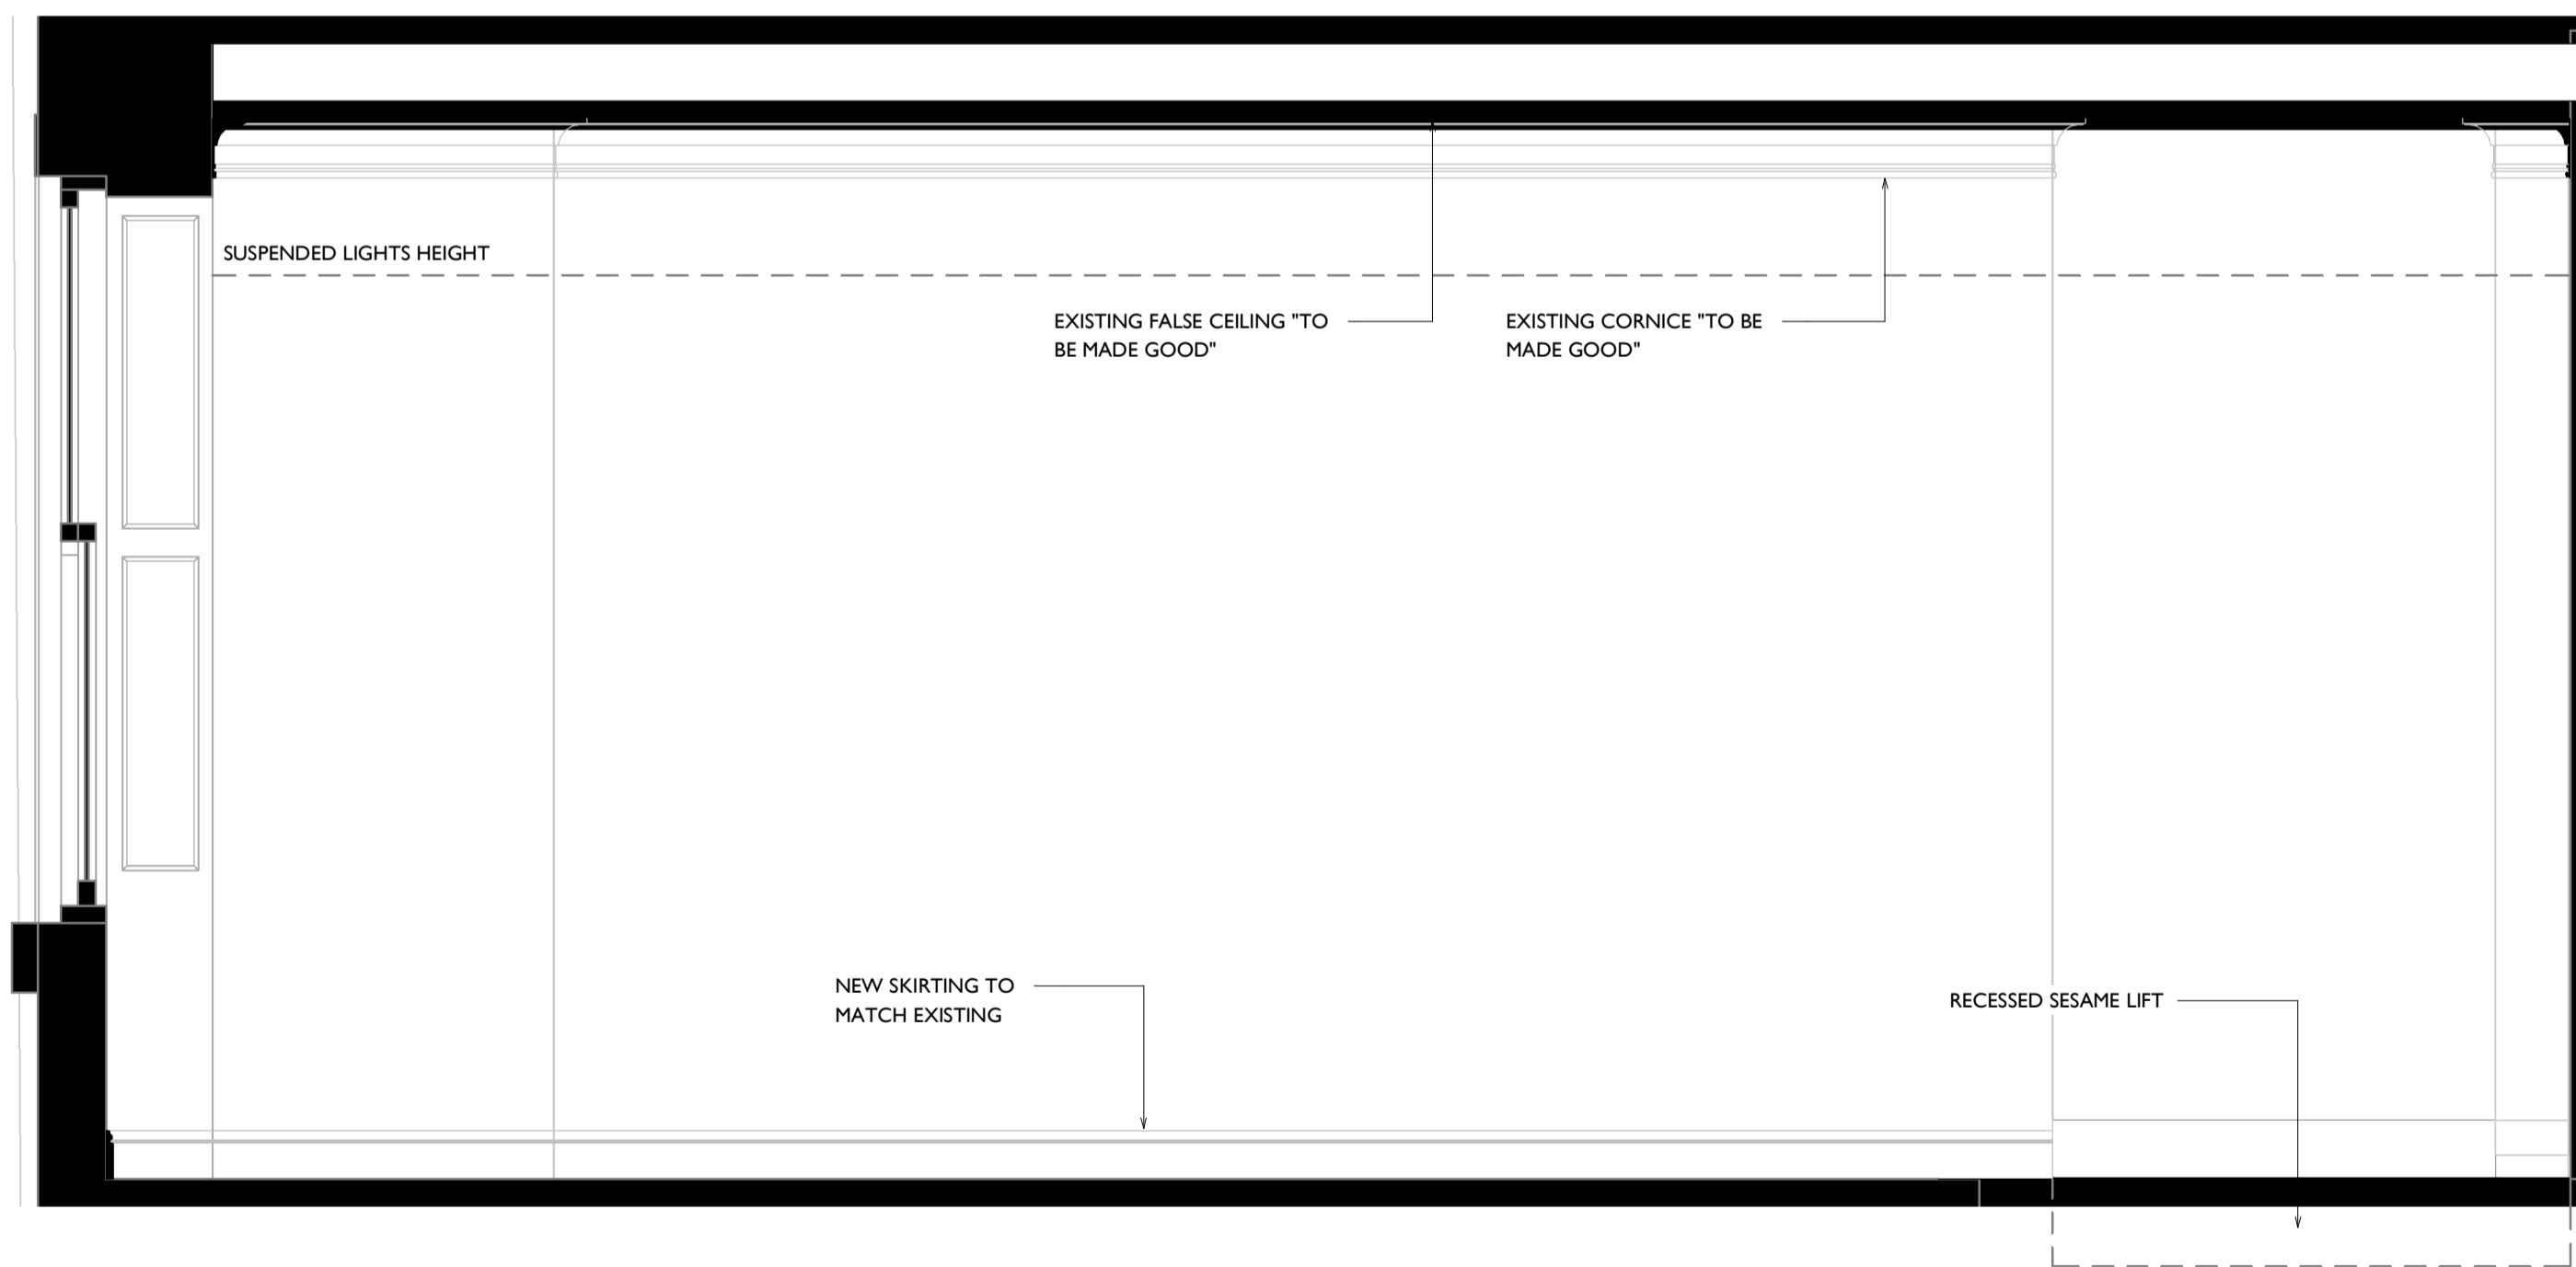 SUSPENDED LIGHTS HEIGHT
EXISTING FALSE CEILING "TO
BE MADE GOOD"
EXISTING CORNICE "TO BE
MADE GOOD"
NEW SKIRTING TO
MATCH EXISTING
RECESSED SESAME LIFT